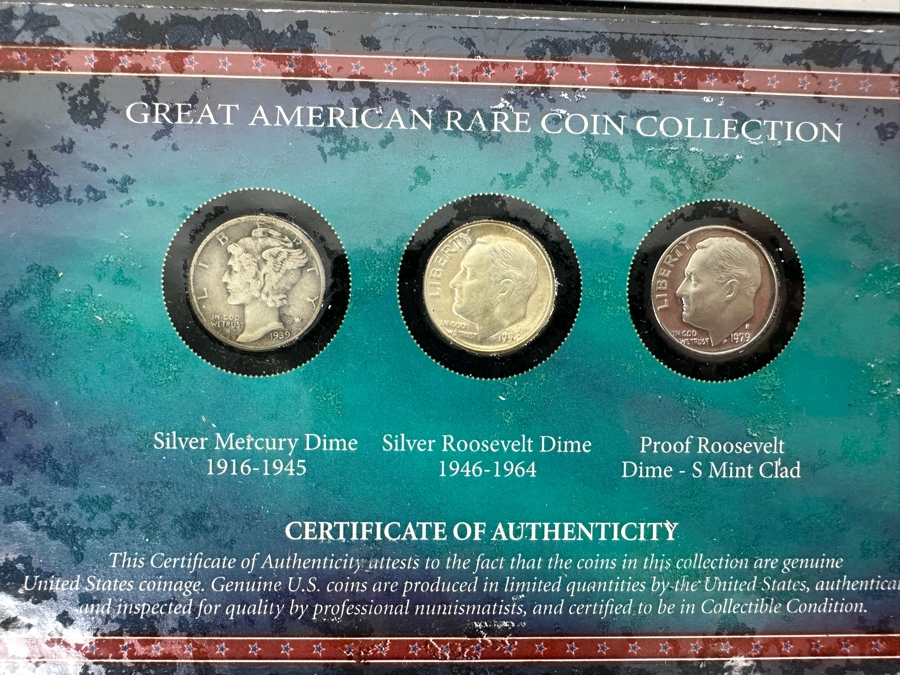 GREAT AMERICAN RARE COIN COLLECTION
LIBERTY
IN GOD
WE TRUST
1939
LIBERTY
IN GOD
WE TRUST
LIBERTY
IN GOD
WE TRUST
S
1979
Silver Mercury Dime
1916-1945
Silver Roosevelt Dime
1946-1964
Proof Roosevelt
Dime - S Mint Clad
CERTIFICATE OF AUTHENTICITY
This Certificate of Authenticity attests to the fact that the coins in this collection are genuine
United States coinage. Genuine U.S. coins are produced in limited quantities by the United States, authentica
and inspected for quality by professional numismatists, and certified to be in Collectible Condition.